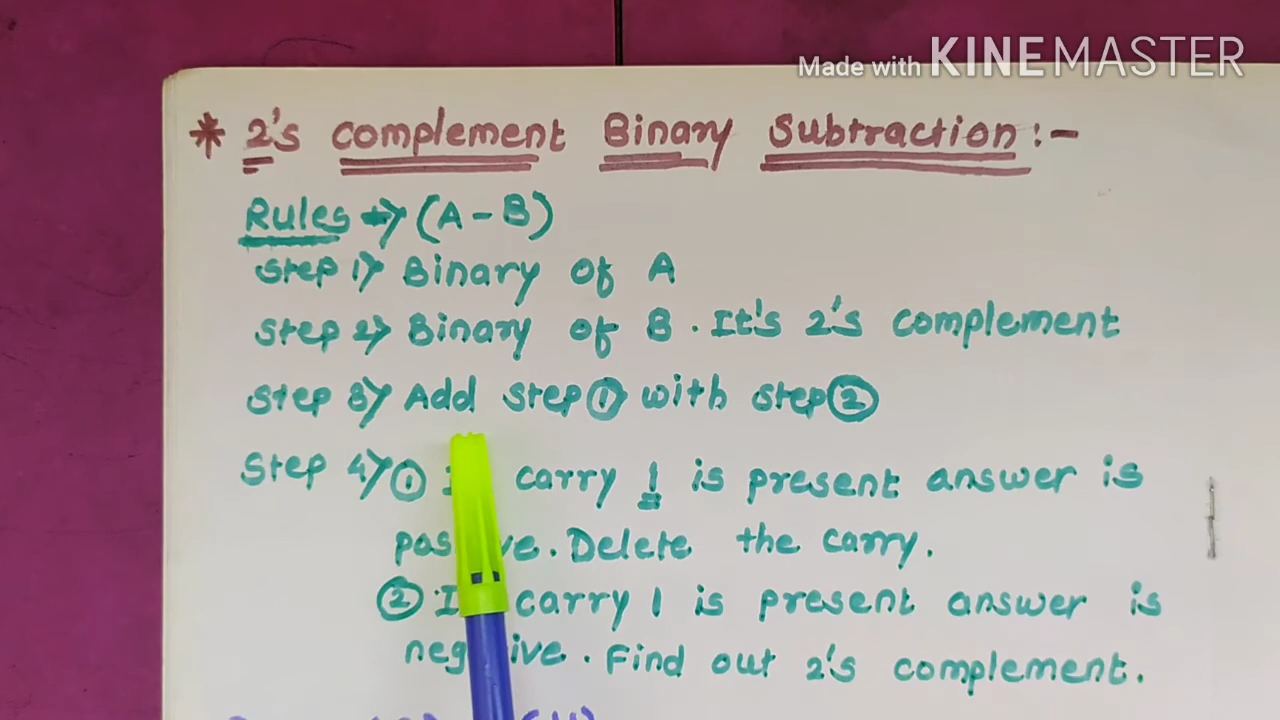 Made with KINEMASTER
* 2's complement Binary Subtraction :-
Rules → (A - B)
Step 1> Binary of A
Step 2> Binary of B. It's 2's complement
Step 3> Add step ① with step ②
Step 4> ① carry 1 is present answer is
Delete the carry.
② carry 1 is present answer is
Find out 2's complement.